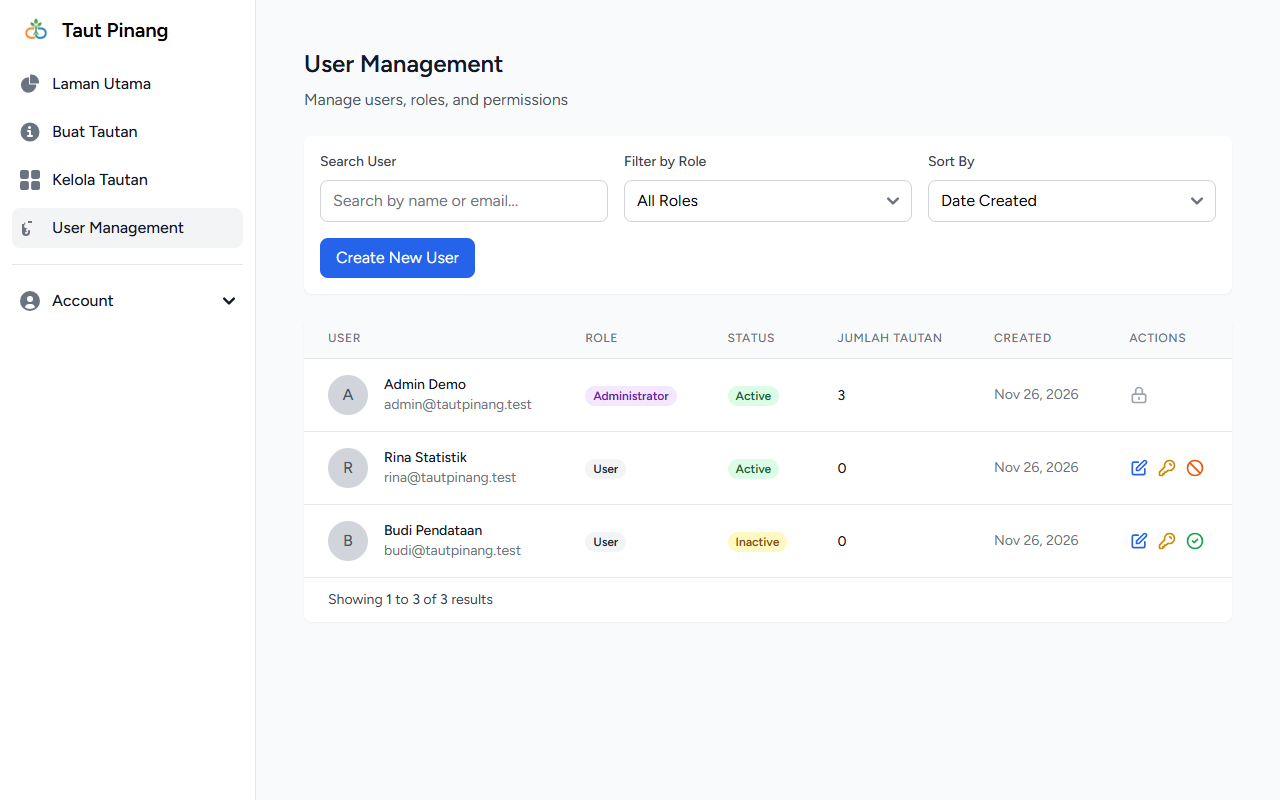 Taut Pinang
Laman Utama
Buat Tautan
Kelola Tautan
User Management
Account
User Management
Manage users, roles, and permissions
Search User
Filter by Role
Sort By
Search by name or email...
All Roles
Date Created
Create New User
USER ROLE STATUS JUMLAH TAUTAN CREATED ACTIONS
A Admin Demo
admin@tautpinang.test
Administrator Active 3 Nov 26, 2026
R Rina Statistik
rina@tautpinang.test
User Active 0 Nov 26, 2026
B Budi Pendataan
budi@tautpinang.test
User Inactive 0 Nov 26, 2026
Showing 1 to 3 of 3 results